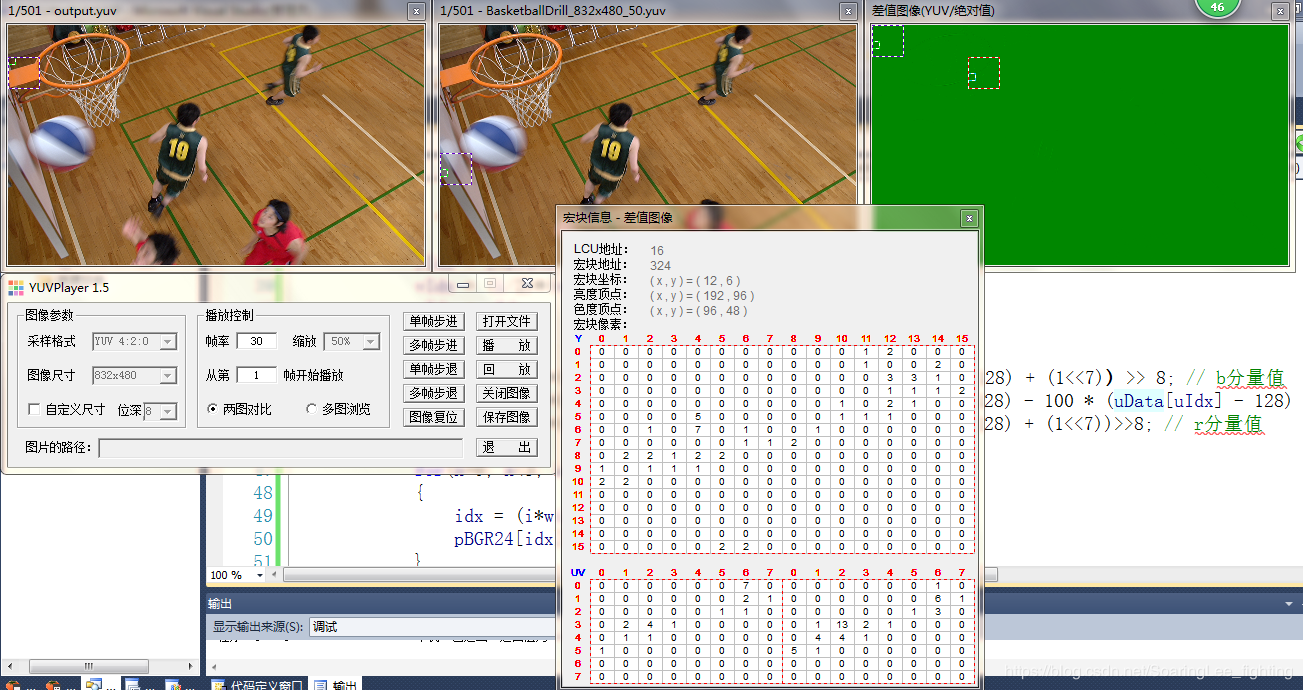 1/501 - output.yuv
1/501 - BasketballDrill_832x480_50.yuv
差值图像(YUV/绝对值)
46
19
19
宏块信息 - 差值图像
LCU地址: 16
宏块地址: 324
宏块坐标: (x,y)=(12,6)
亮度顶点: (x,y)=(192,96)
色度顶点: (x,y)=(96,48)
宏块像素:
Y 0 1 2 3 4 5 6 7 8 9 10 11 12 13 14 15
0 0 0 0 0 0 0 0 0 0 0 0 1 2 0 0 0
1 0 0 0 0 0 0 0 0 0 0 0 1 0 0 2 0
2 0 0 0 0 0 0 0 0 0 0 0 0 3 3 1 0
3 0 0 0 0 0 0 0 0 0 0 0 0 1 1 1 2
4 0 0 0 0 0 0 0 0 0 0 0 1 2 1 0 0
5 0 0 0 0 5 0 0 0 0 0 1 1 1 0 0 0
6 0 0 1 0 7 0 1 0 0 1 0 0 0 0 0 0
7 0 0 0 0 0 0 1 1 2 0 0 0 0 0 0 0
8 0 2 2 1 2 2 0 0 0 0 0 0 0 0 0 0
9 1 0 1 1 1 0 0 0 0 0 0 0 0 0 0 0
10 2 2 0 0 0 0 0 0 0 0 0 0 0 0 0 0
11 0 0 0 0 0 0 0 0 0 0 0 0 0 0 0 0
12 0 0 0 0 0 0 0 0 0 0 0 0 0 0 0 0
13 0 0 0 0 0 0 0 0 0 0 0 0 0 0 0 0
14 0 0 0 0 0 0 0 0 0 0 0 0 0 0 0 0
15 0 0 0 0 0 2 2 0 0 0 0 0 0 0 0 0
UV 0 1 2 3 4 5 6 7 0 1 2 3 4 5 6 7
0 0 0 0 0 0 0 7 0 0 0 0 0 0 0 1 0
1 0 0 0 0 0 0 2 1 0 0 0 0 0 0 6 1
2 0 0 0 0 0 1 1 0 0 0 0 0 0 1 3 0
3 0 2 4 1 0 0 0 0 0 1 13 2 1 0 0 0
4 0 1 1 0 0 0 0 0 0 4 4 1 0 0 0 0
5 1 0 0 0 0 0 0 0 5 1 0 0 0 0 0 0
6 0 0 0 0 0 0 0 0 0 0 0 0 0 0 0 0
7 0 0 0 0 0 0 0 0 0 0 0 0 0 0 0 0
YUVPlayer 1.5
图像参数
采样格式 YUV 4:2:0
图像尺寸 832x480
自定义尺寸 位深 8
播放控制
帧率 30 缩放 50%
从第 1 帧开始播放
两图对比 多图浏览
单帧步进 打开文件
多帧步进 播 放
单帧步退 回 放
多帧步退 关闭图像
图像复位 保存图像
图片的路径: 退 出
28) + (1<<7)) >> 8; // b分量值
28) - 100 * (uData[uIdx] - 128)
28) + (1<<7))>>8; // r分量值
48 {
49 idx = (i*w
50 pBGR24[idx
51 }
100 %
输出
显示输出来源(S): 调试
代码定义窗口 输出
https://blog.csdn.net/SoaringLee_fighting